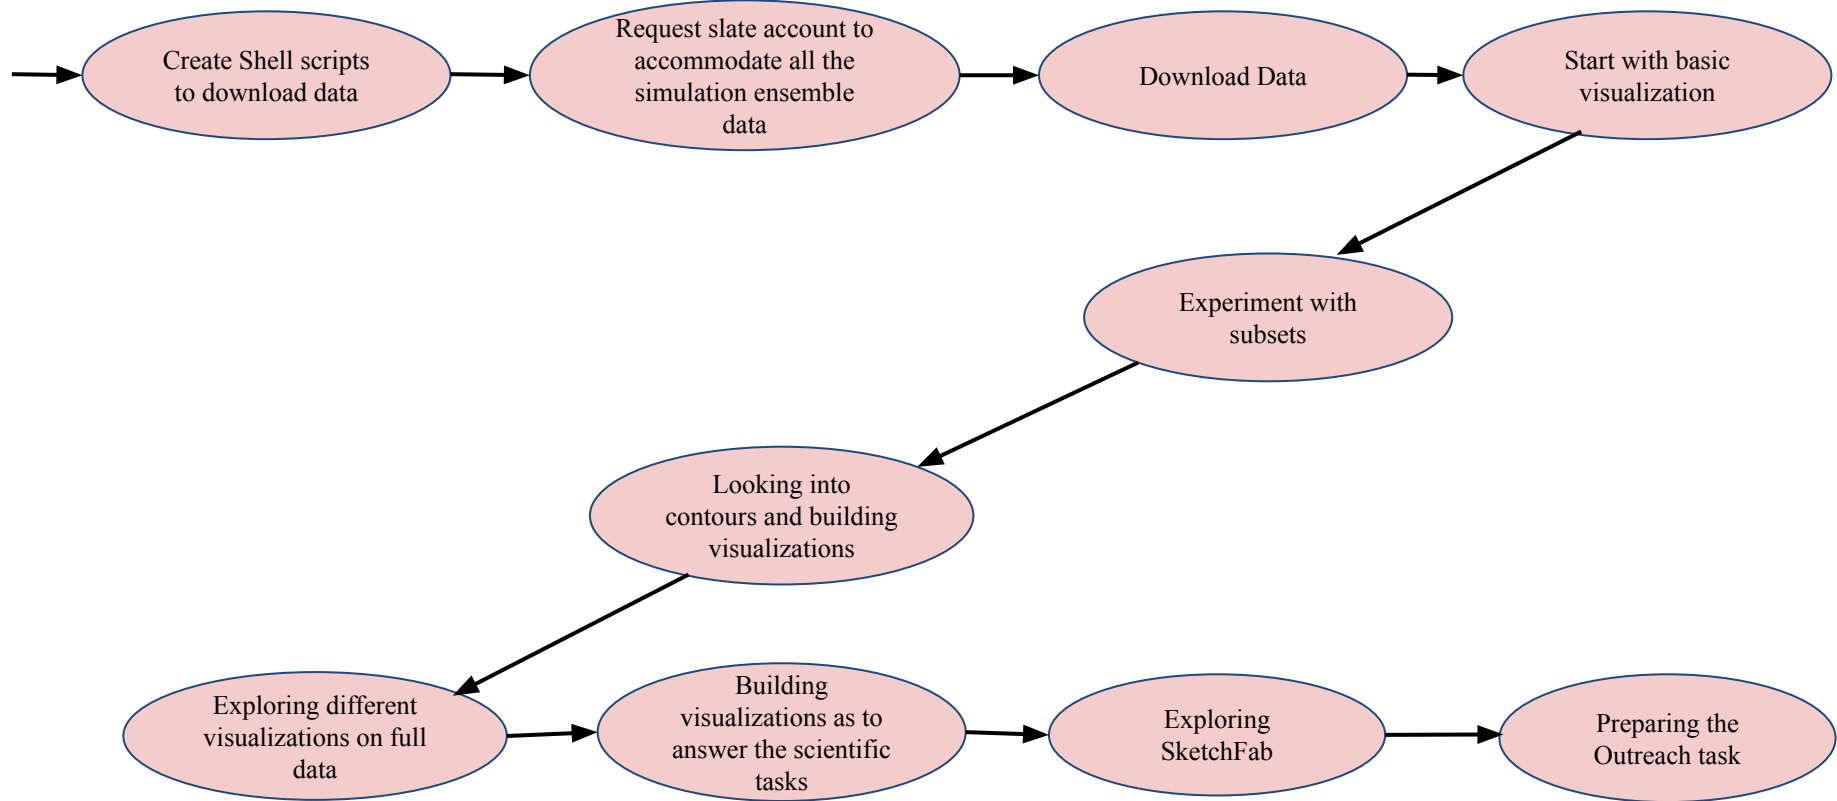 Create Shell scripts
to download data
Request slate account to
accommodate all the
simulation ensemble
data
Download Data
Start with basic
visualization
Experiment with
subsets
Looking into
contours and building
visualizations
Exploring different
visualizations on full
data
Building
visualizations as to
answer the scientific
tasks
Exploring
SketchFab
Preparing the
Outreach task